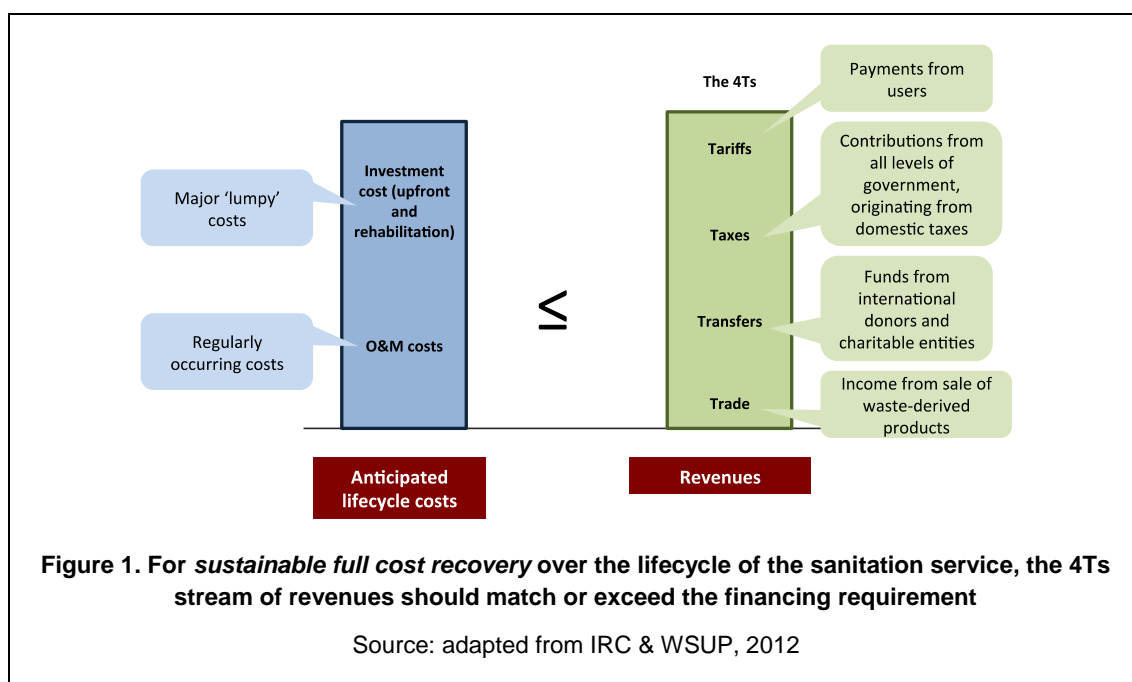 The 4Ts
Payments from
users
Tariffs
Contributions from
all levels of
government,
originating from
domestic taxes
Investment
cost (upfront
and
rehabilitation)
Major ‘lumpy’
costs
Taxes
≤
Funds from
international
donors and
charitable entities
Transfers
Regularly
occurring costs
O&M costs
Income from sale of
waste-derived
products
Trade
Anticipated
lifecycle costs
Revenues
Figure 1. For sustainable full cost recovery over the lifecycle of the sanitation service, the 4Ts
stream of revenues should match or exceed the financing requirement
Source: adapted from IRC & WSUP, 2012